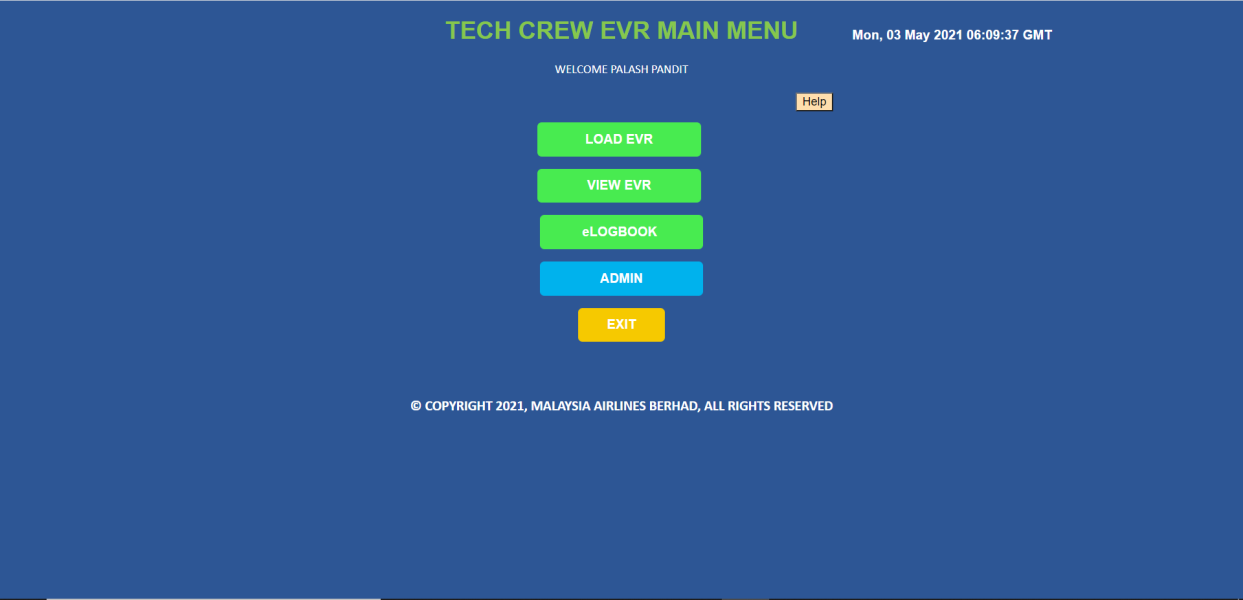 TECH CREW EVR MAIN MENU
Mon, 03 May 2021 06:09:37 GMT
WELCOME PALASH PANDIT
Help
LOAD EVR
VIEW EVR
eLOGBOOK
ADMIN
EXIT
© COPYRIGHT 2021, MALAYSIA AIRLINES BERHAD, ALL RIGHTS RESERVED